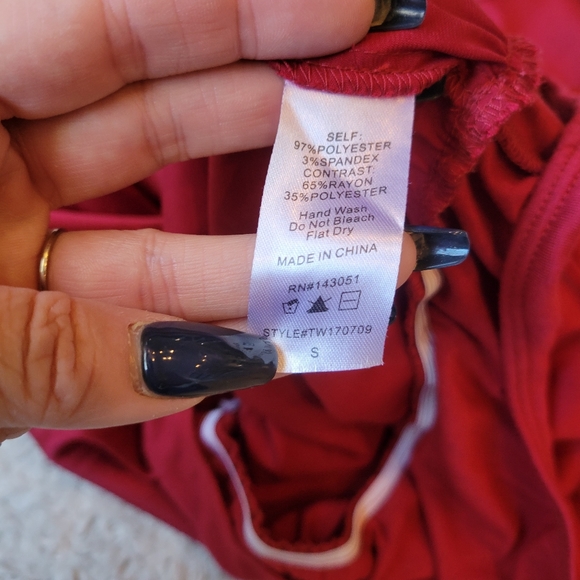 SELF:
97%POLYESTER
3%SPANDEX
CONTRAST:
65%RAYON
35%POLYESTER
Hand Wash
Do Not Bleach
Flat Dry
MADE IN CHINA
RN#143051
STYLE#TW170709
S